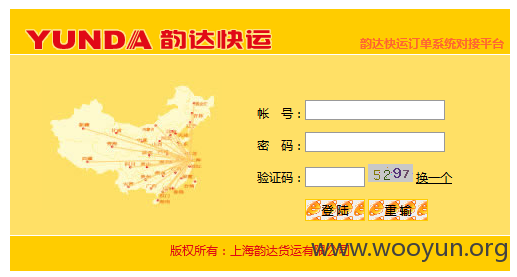 YUNDA 韵达快运
韵达快运订单系统对接平台
帐 号：
密 码：
验证码： 5297 换一个
登 陆 重 输
版权所有：上海韵达货运有限公司
www.wooyun.org